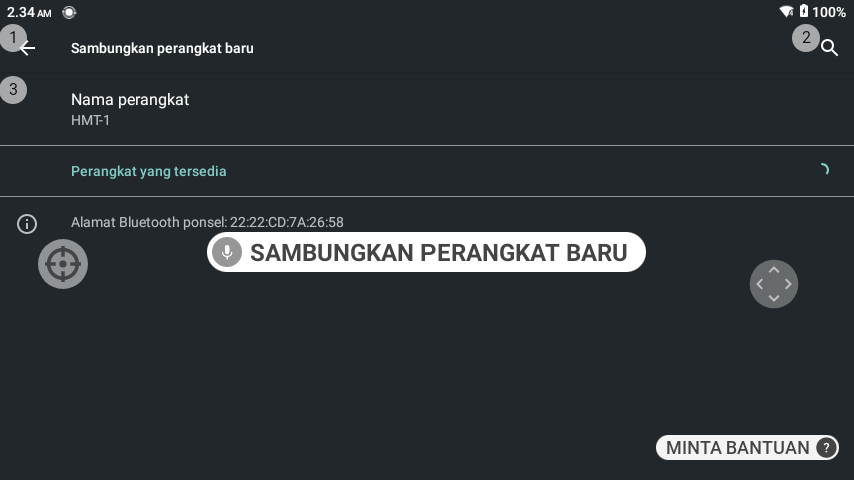 2.34 AM
100%
1
Sambungkan perangkat baru
2
3
Nama perangkat
HMT-1
Perangkat yang tersedia
Alamat Bluetooth ponsel: 22:22:CD:7A:26:58
SAMBUNGKAN PERANGKAT BARU
MINTA BANTUAN ?